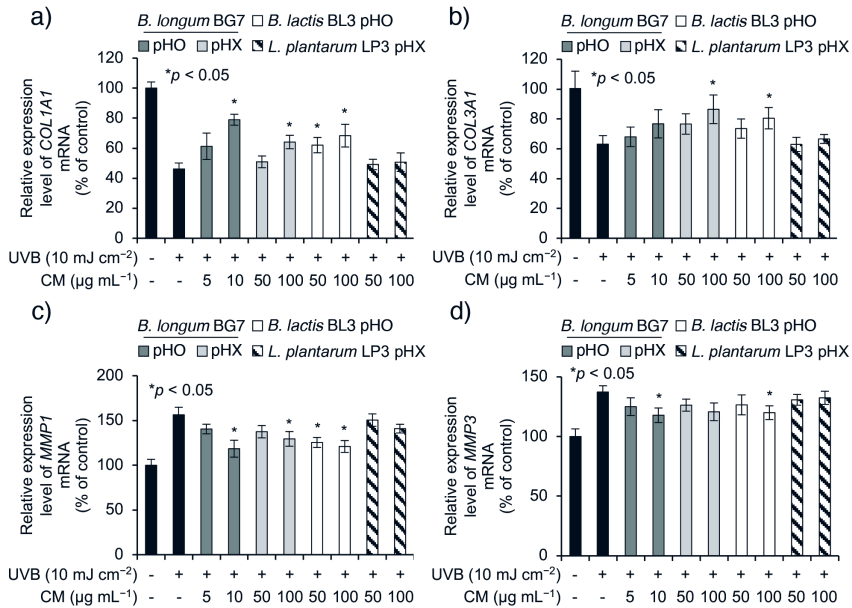 a)
B. longum BG7 B. lactis BL3 pHO
pHO pHX L. plantarum LP3 pHX
*p < 0.05
Relative expression
level of COL1A1
mRNA
(% of control)
120
100
80
60
40
20
0
* * * *
UVB (10 mJ cm⁻²) - + + + + + + + + +
CM (µg mL⁻¹) - - 5 10 50 100 50 100 50 100
b)
B. longum BG7 B. lactis BL3 pHO
pHO pHX L. plantarum LP3 pHX
*p < 0.05
Relative expression
level of COL3A1
mRNA
(% of control)
120
100
80
60
40
20
0
* *
UVB (10 mJ cm⁻²) - + + + + + + + + +
CM (µg mL⁻¹) - - 5 10 50 100 50 100 50 100
c)
B. longum BG7 B. lactis BL3 pHO
pHO pHX L. plantarum LP3 pHX
*p < 0.05
Relative expression
level of MMP1
mRNA
(% of control)
200
150
100
50
0
* * * *
UVB (10 mJ cm⁻²) - + + + + + + + + +
CM (µg mL⁻¹) - - 5 10 50 100 50 100 50 100
d)
B. longum BG7 B. lactis BL3 pHO
pHO pHX L. plantarum LP3 pHX
*p < 0.05
Relative expression
level of MMP3
mRNA
(% of control)
150
100
50
0
* *
UVB (10 mJ cm⁻²) - + + + + + + + + +
CM (µg mL⁻¹) - - 5 10 50 100 50 100 50 100